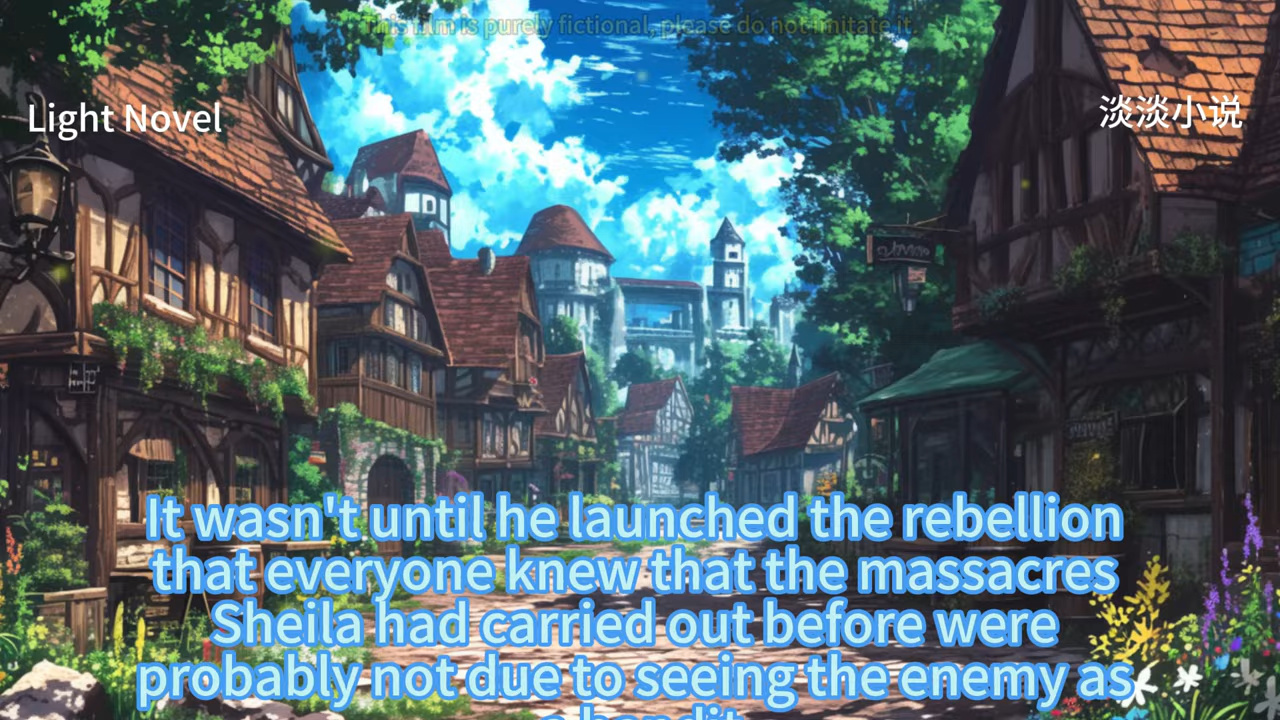 This film is purely fictional, please do not imitate it.
Light Novel
淡淡小说
It wasn't until he launched the rebellion
that everyone knew that the massacres
Sheila had carried out before were
probably not due to seeing the enemy as
a bandit